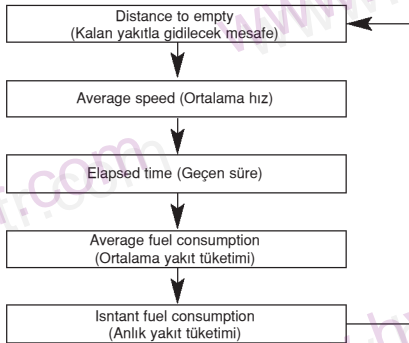 Distance to empty
(Kalan yakıtla gidilecek mesafe)
Average speed (Ortalama hız)
Elapsed time (Geçen süre)
Average fuel consumption
(Ortalama yakıt tüketimi)
Isntant fuel consumption
(Anlık yakıt tüketimi)